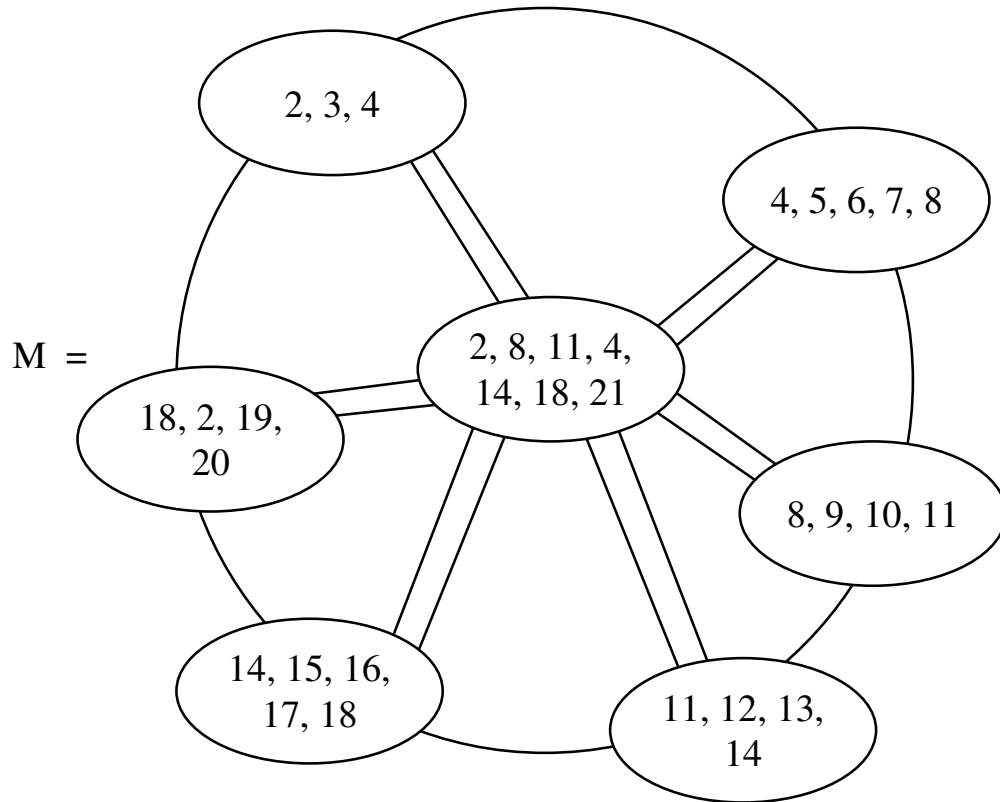 2, 3, 4
4, 5, 6, 7, 8
2, 8, 11, 4,
14, 18, 21
M =
18, 2, 19,
20
8, 9, 10, 11
14, 15, 16,
17, 18
11, 12, 13,
14